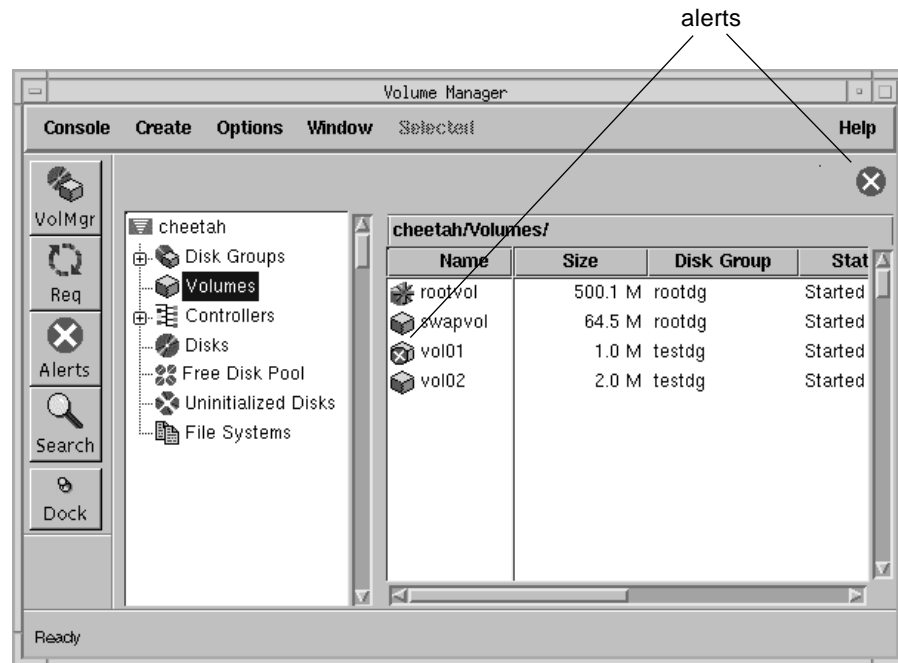 alerts
Volume Manager
Console Create Options Window Selected Help
VolMgr
Req
Alerts
Search
Dock
cheetah
Disk Groups
Volumes
Controllers
Disks
Free Disk Pool
Uninitialized Disks
File Systems
cheetah/Volumes/
Name Size Disk Group Stat
rootvol 500.1 M rootdg Started
swapvol 64.5 M rootdg Started
vol01 1.0 M testdg Started
vol02 2.0 M testdg Started
Ready